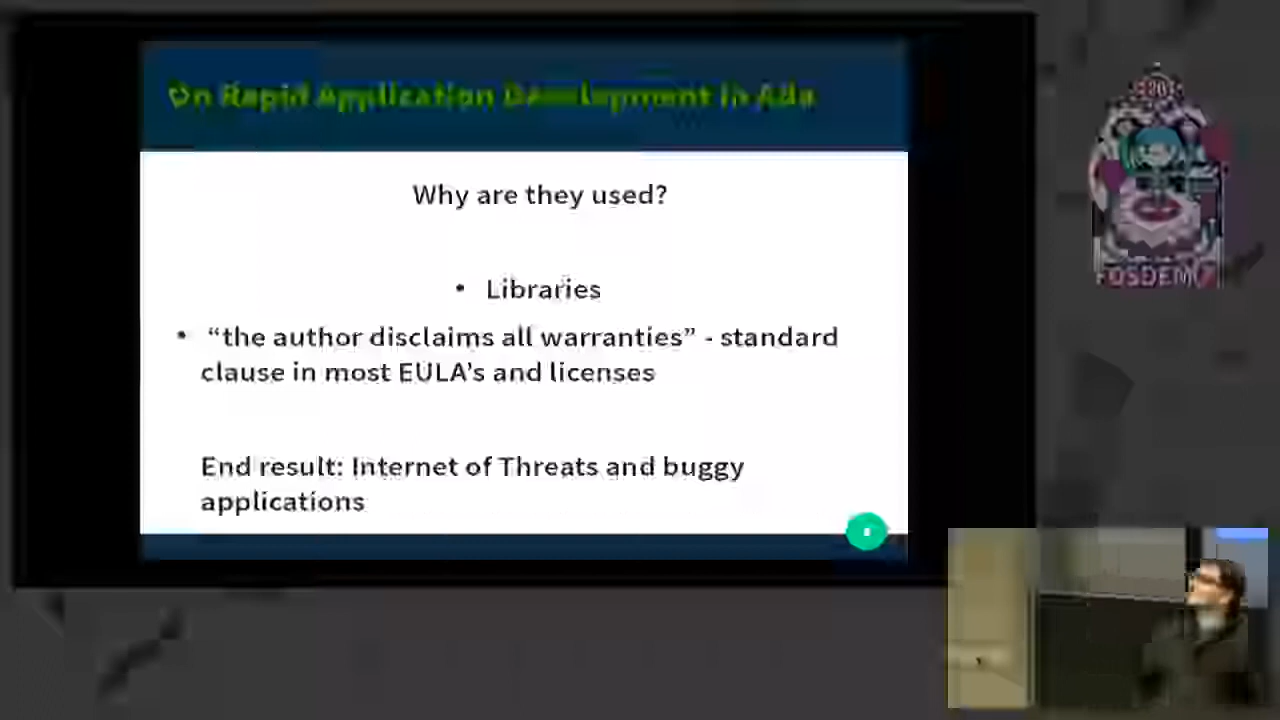 On Rapid Application Development in Ada
Why are they used?
• Libraries
• “the author disclaims all warranties” - standard
clause in most EULA’s and licenses
End result: Internet of Threats and buggy
applications
FOSDEM